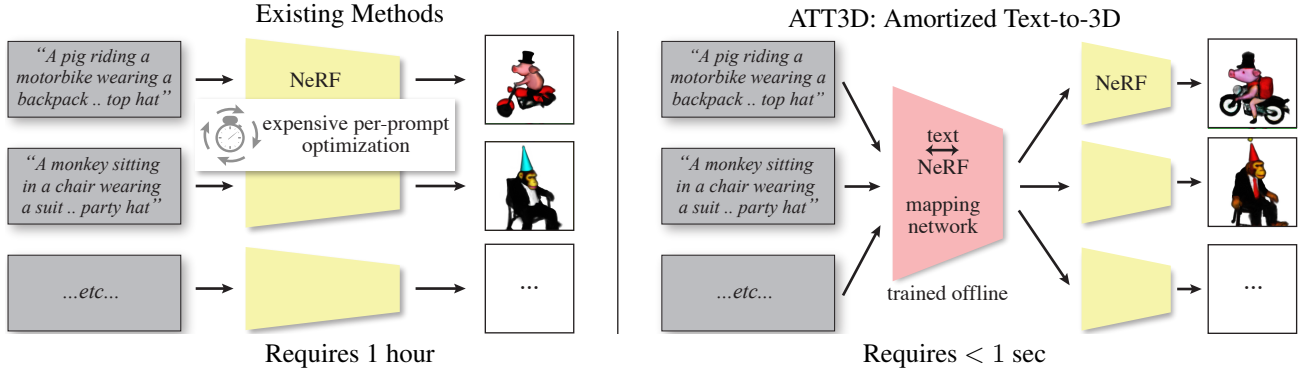 Existing Methods
“A pig riding a
motorbike wearing a
backpack .. top hat”
NeRF
expensive per-prompt
optimization
“A monkey sitting
in a chair wearing
a suit .. party hat”
...etc...
...
Requires 1 hour
ATT3D: Amortized Text-to-3D
“A pig riding a
motorbike wearing a
backpack .. top hat”
“A monkey sitting
in a chair wearing
a suit .. party hat”
...etc...
text
NeRF
mapping
network
trained offline
NeRF
...
Requires < 1 sec